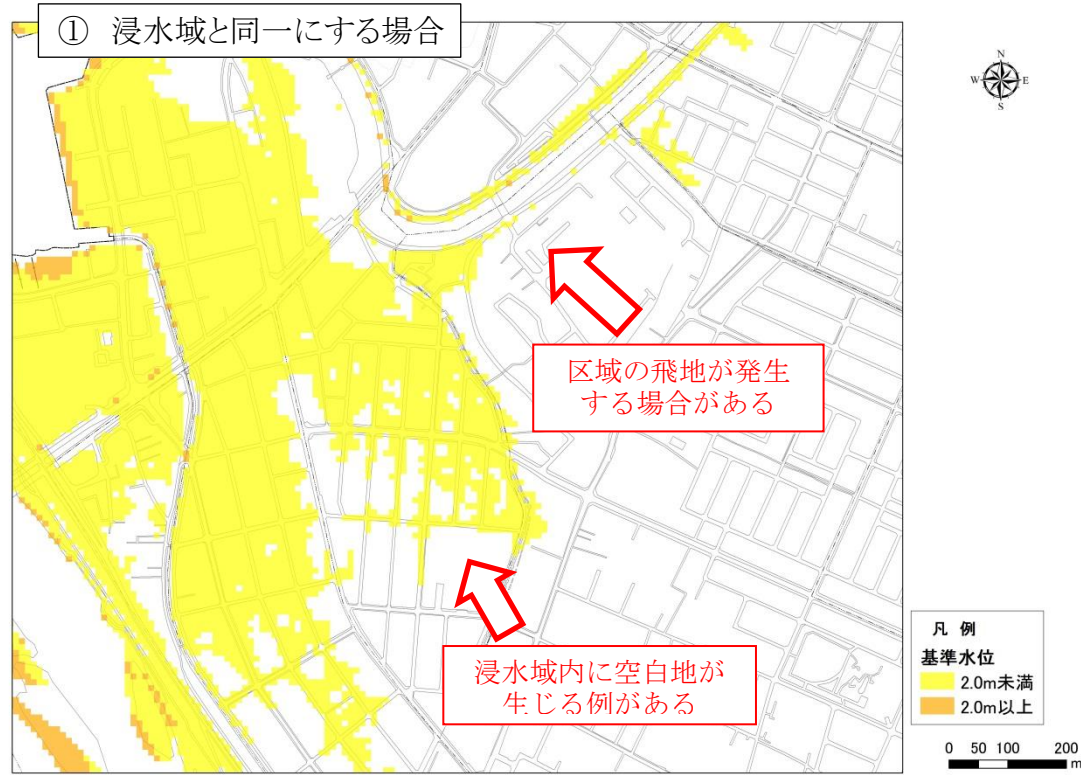 ① 浸水域と同一にする場合
N
W
E
S
区域の飛地が発生
する場合がある
浸水域内に空白地が
生じる例がある
凡 例
基準水位
2.0m未満
2.0m以上
0 50 100 200
m